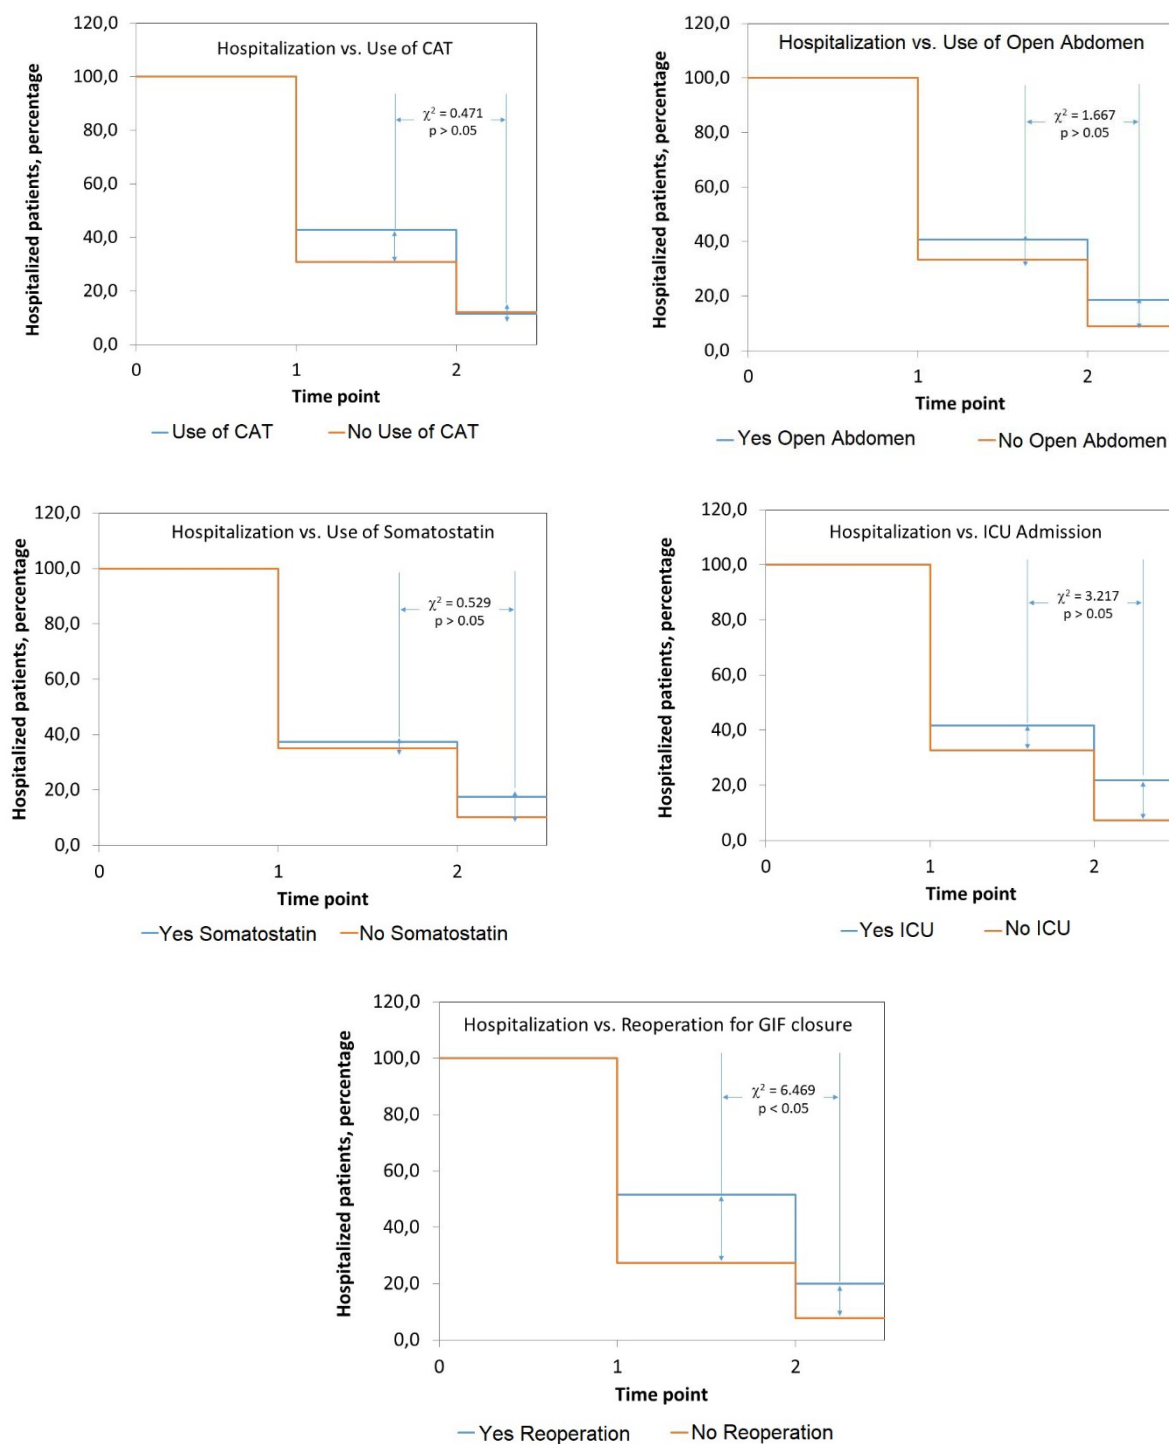 Hospitalization vs. Use of CAT
Hospitalized patients, percentage
120,0
100,0
80,0
60,0
40,0
20,0
0,0
χ² = 0.471
p > 0.05
0 1 2
Time point
Use of CAT No Use of CAT
Hospitalization vs. Use of Open Abdomen
Hospitalized patients, percentage
120,0
100,0
80,0
60,0
40,0
20,0
0,0
χ² = 1.667
p > 0.05
0 1 2
Time point
Yes Open Abdomen No Open Abdomen
Hospitalization vs. Use of Somatostatin
Hospitalized patients, percentage
120,0
100,0
80,0
60,0
40,0
20,0
0,0
χ² = 0.529
p > 0.05
0 1 2
Time point
Yes Somatostatin No Somatostatin
Hospitalization vs. ICU Admission
Hospitalized patients, percentage
120,0
100,0
80,0
60,0
40,0
20,0
0,0
χ² = 3.217
p > 0.05
0 1 2
Time point
Yes ICU No ICU
Hospitalization vs. Reoperation for GIF closure
Hospitalized patients, percentage
120,0
100,0
80,0
60,0
40,0
20,0
0,0
χ² = 6.469
p < 0.05
0 1 2
Time point
Yes Reoperation No Reoperation